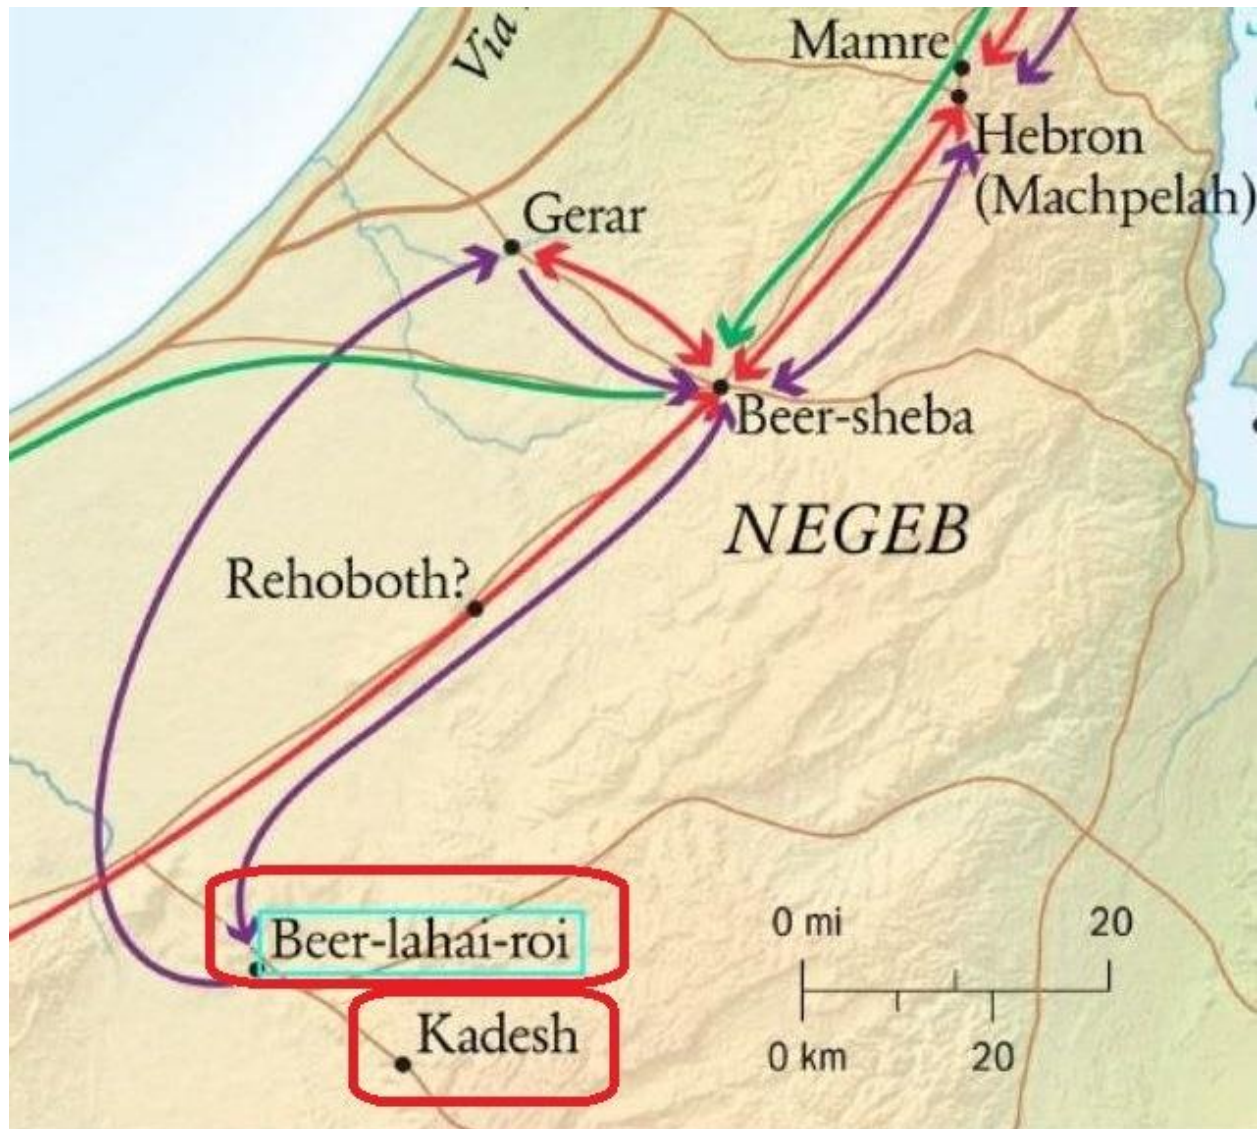 Via
Mamre
Hebron
(Machpelah)
Gerar
Beer-sheba
NEGEB
Rehoboth?
Beer-lahai-roi
Kadesh
0 mi 20
0 km 20